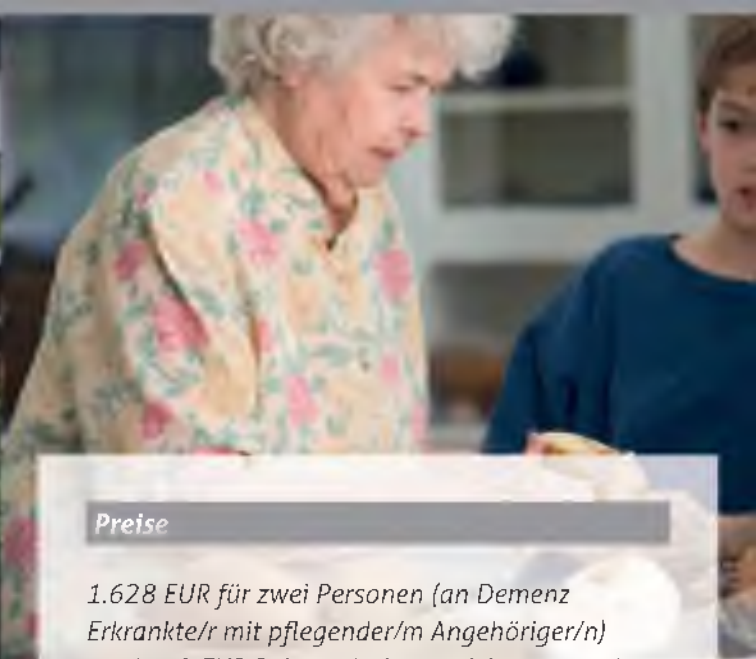 Preise
1.628 EUR für zwei Personen (an Demenz
Erkrankte/r mit pflegender/m Angehöriger/n)